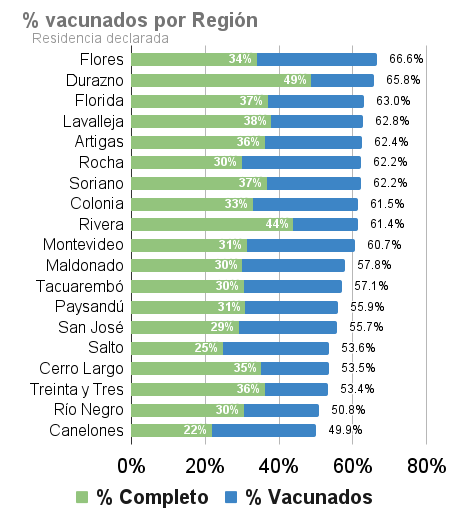 % vacunados por Región
Residencia declarada
Flores 34% 66.6%
Durazno 49% 65.8%
Florida 37% 63.0%
Lavalleja 38% 62.8%
Artigas 36% 62.4%
Rocha 30% 62.2%
Soriano 37% 62.2%
Colonia 33% 61.5%
Rivera 44% 61.4%
Montevideo 31% 60.7%
Maldonado 30% 57.8%
Tacuarembó 30% 57.1%
Paysandú 31% 55.9%
San José 29% 55.7%
Salto 25% 53.6%
Cerro Largo 35% 53.5%
Treinta y Tres 36% 53.4%
Río Negro 30% 50.8%
Canelones 22% 49.9%
0% 20% 40% 60% 80%
% Completo % Vacunados